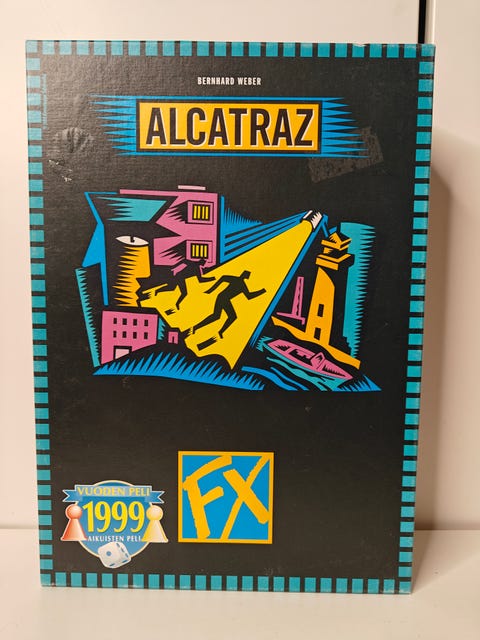 BERNHARD WEBER
ALCATRAZ
FX
VUODEN PELI
1999
AIKUISTEN PELI